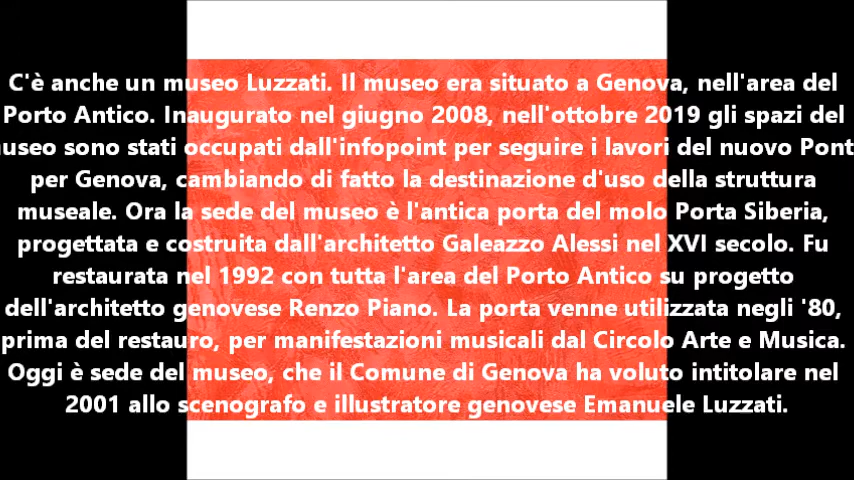 C'è anche un museo Luzzati. Il museo era situato a Genova, nell'area del
Porto Antico. Inaugurato nel giugno 2008, nell'ottobre 2019 gli spazi del
useo sono stati occupati dall'infopoint per seguire i lavori del nuovo Pont
per Genova, cambiando di fatto la destinazione d'uso della struttura
museale. Ora la sede del museo è l'antica porta del molo Porta Siberia,
progettata e costruita dall'architetto Galeazzo Alessi nel XVI secolo. Fu
restaurata nel 1992 con tutta l'area del Porto Antico su progetto
dell'architetto genovese Renzo Piano. La porta venne utilizzata negli '80,
prima del restauro, per manifestazioni musicali dal Circolo Arte e Musica.
Oggi è sede del museo, che il Comune di Genova ha voluto intitolare nel
2001 allo scenografo e illustratore genovese Emanuele Luzzati.